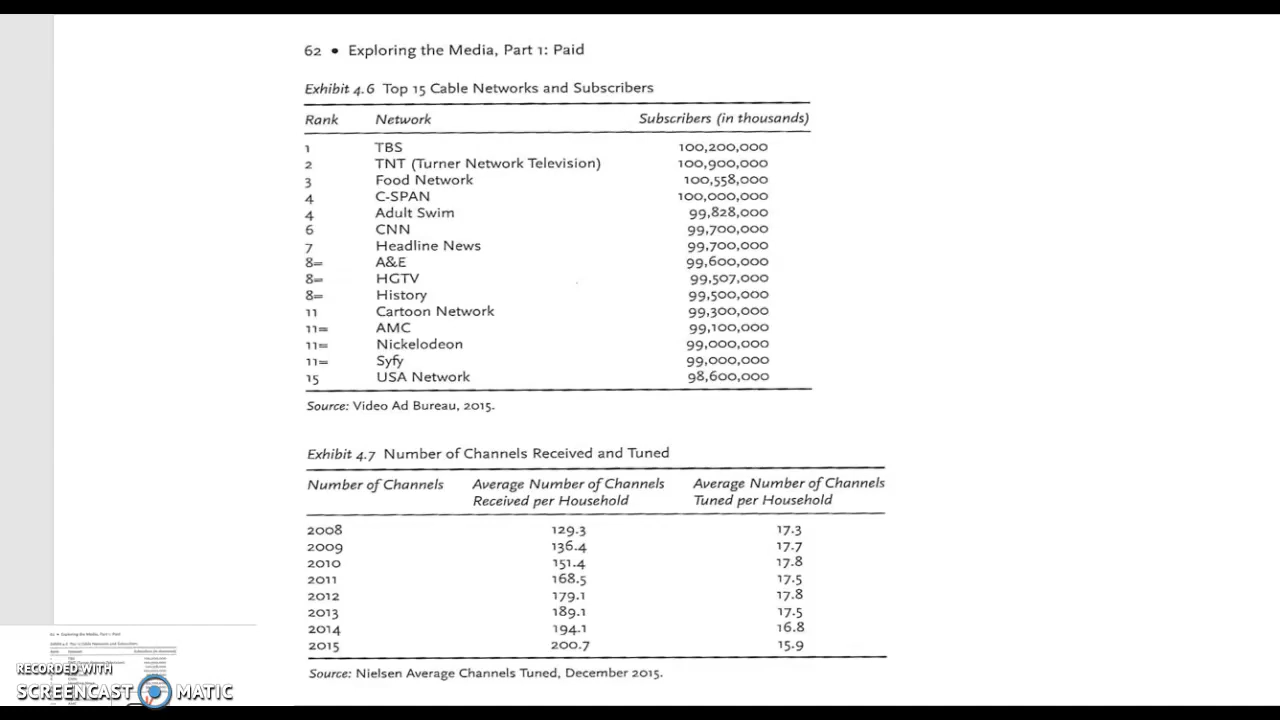 62 • Exploring the Media, Part 1: Paid
Exhibit 4.6 Top 15 Cable Networks and Subscribers
Rank Network Subscribers (in thousands)
1 TBS 100,200,000
2 TNT (Turner Network Television) 100,900,000
3 Food Network 100,558,000
4 C-SPAN 100,000,000
4 Adult Swim 99,828,000
6 CNN 99,700,000
7 Headline News 99,700,000
8= A&E 99,600,000
8= HGTV 99,507,000
8= History 99,500,000
11 Cartoon Network 99,300,000
11= AMC 99,100,000
11= Nickelodeon 99,000,000
11= Syfy 99,000,000
15 USA Network 98,600,000
Source: Video Ad Bureau, 2015.
Exhibit 4.7 Number of Channels Received and Tuned
Number of Channels Average Number of Channels Average Number of Channels
Received per Household Tuned per Household
2008 129.3 17.3
2009 136.4 17.7
2010 151.4 17.8
2011 168.5 17.5
2012 179.1 17.8
2013 189.1 17.5
2014 194.1 16.8
2015 200.7 15.9
Source: Nielsen Average Channels Tuned, December 2015.
62 • Exploring the Media, Part 1: Paid
RECORDED WITH
SCREENCAST MATIC